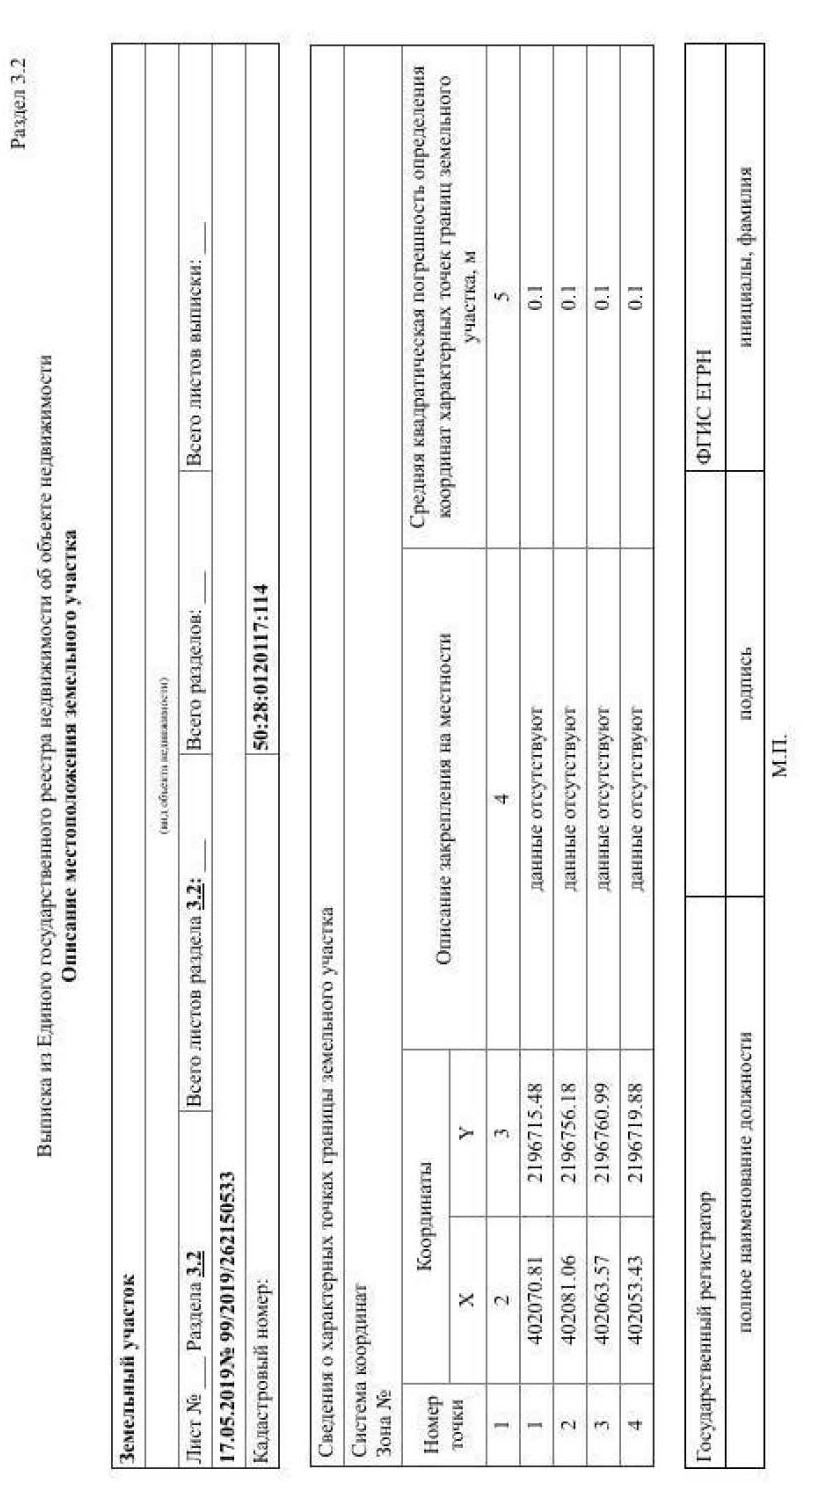 Раздел 3.2
Выписка из Единого государственного реестра недвижимости об объекте недвижимости
Описание местоположения земельного участка
Земельный участок
(вид объекта недвижимости)
Лист № ___ Раздела 3.2 Всего листов раздела 3.2: ___ Всего разделов: ___ Всего листов выписки: ___
17.05.2019№ 99/2019/262150533
Кадастровый номер: 50:28:0120117:114
Сведения о характерных точках границы земельного участка
Система координат
Зона №
Номер точки Координаты Описание закрепления на местности Средняя квадратическая погрешность определения координат характерных точек границ земельного участка, м
X Y
1 2 3 4 5
1 402070.81 2196715.48 данные отсутствуют 0.1
2 402081.06 2196756.18 данные отсутствуют 0.1
3 402063.57 2196760.99 данные отсутствуют 0.1
4 402053.43 2196719.88 данные отсутствуют 0.1
Государственный регистратор ФГИС ЕГРН
полное наименование должности подпись инициалы, фамилия
М.П.